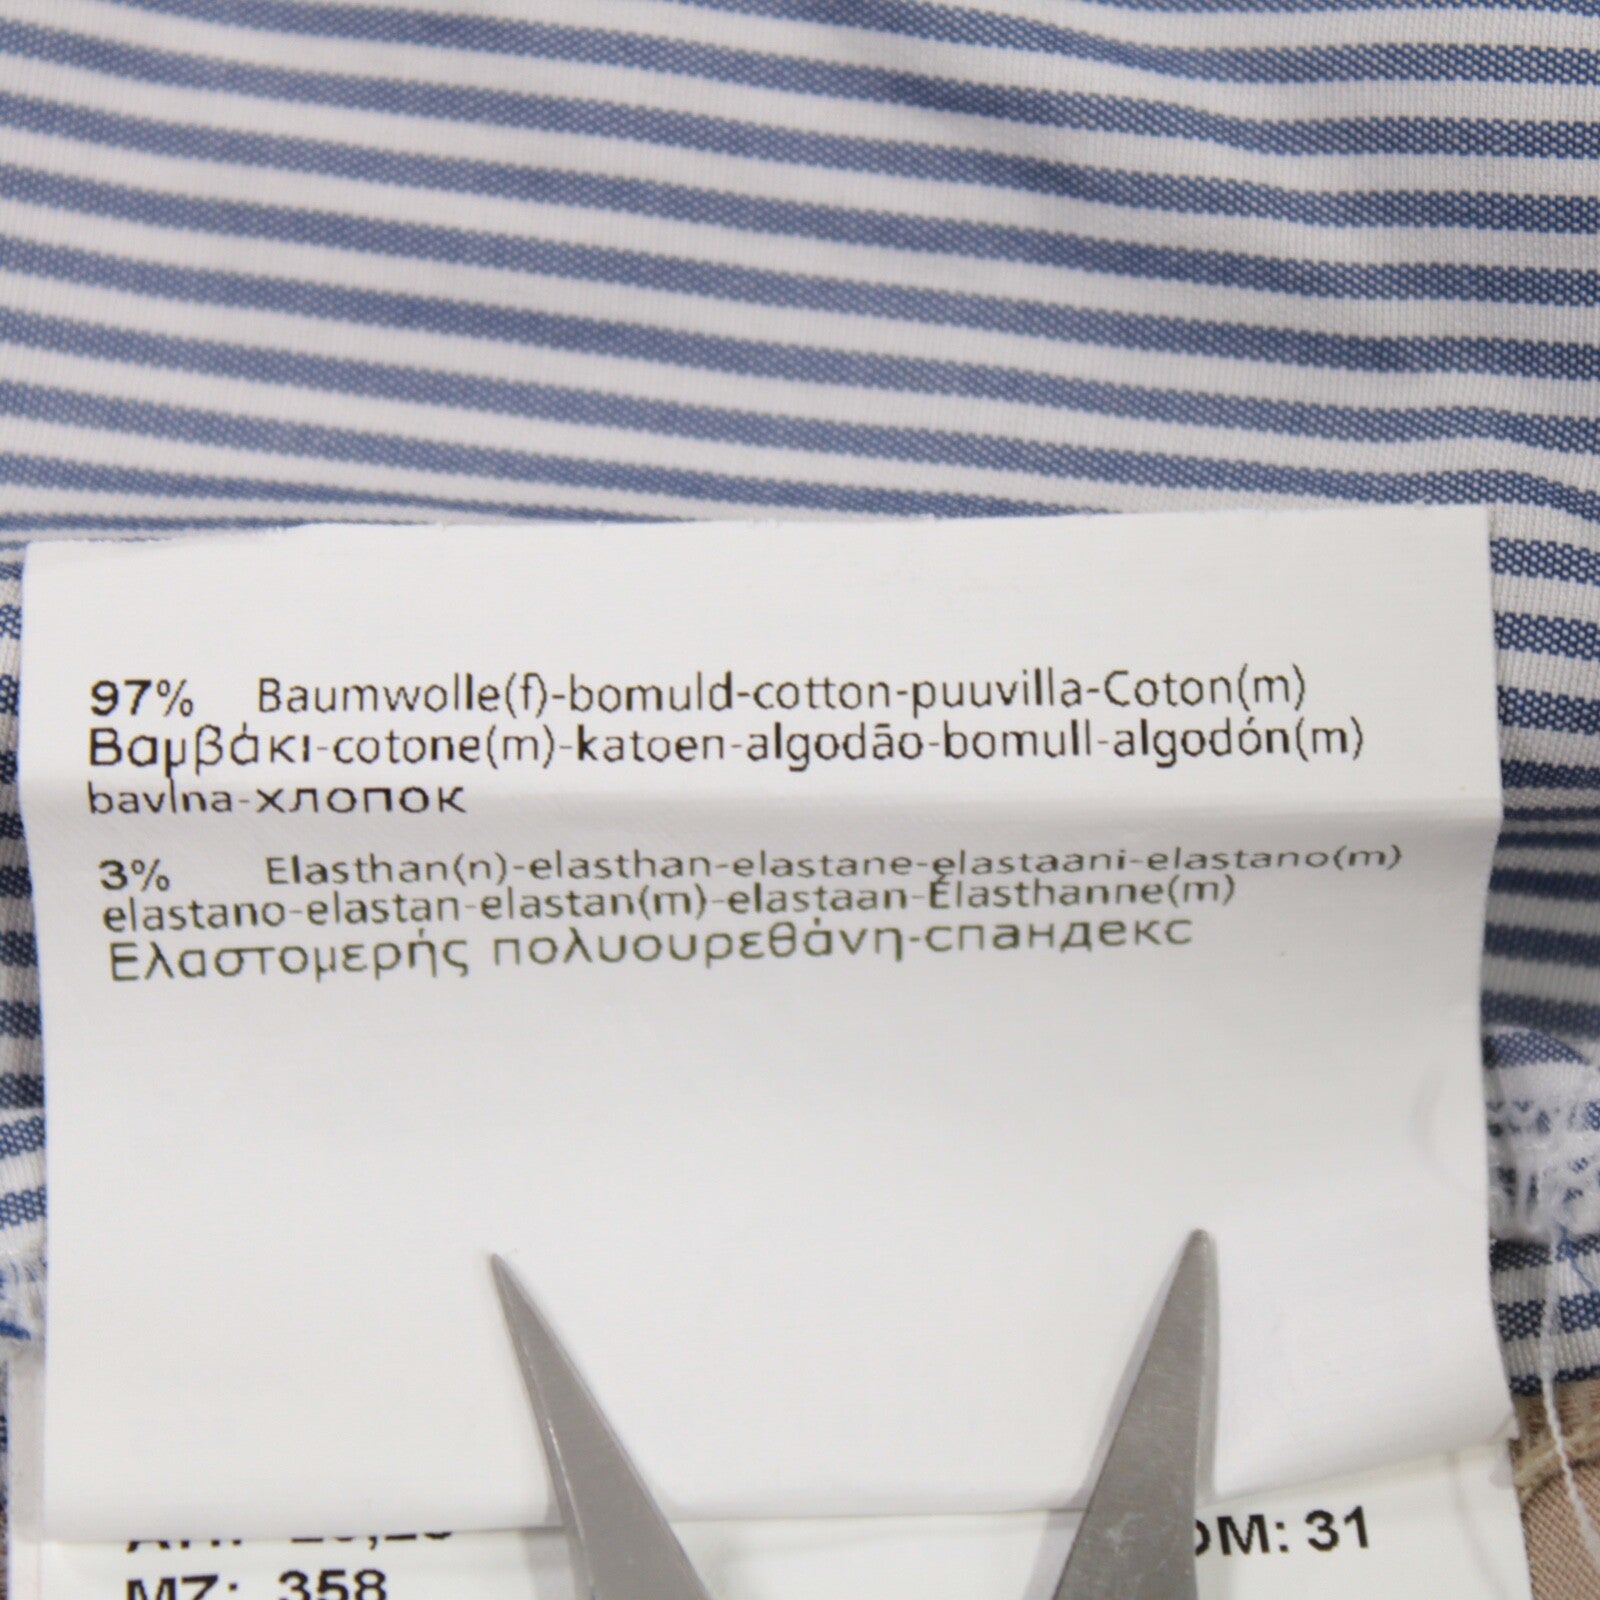 97% Baumwolle(f)-bomuld-cotton-puuvilla-Coton(m)
Βαμβάκι-cotone(m)-katoen-algodão-bomull-algodón(m)
bavlna-хлопок
3% Elasthan(n)-elasthan-elastane-elastaani-elastano(m)
elastano-elastan-elastan(m)-elastaan-Élasthanne(m)
Ελαστομερής πολυουρεθάνη-спандекс
OM: 31
MZ: 358